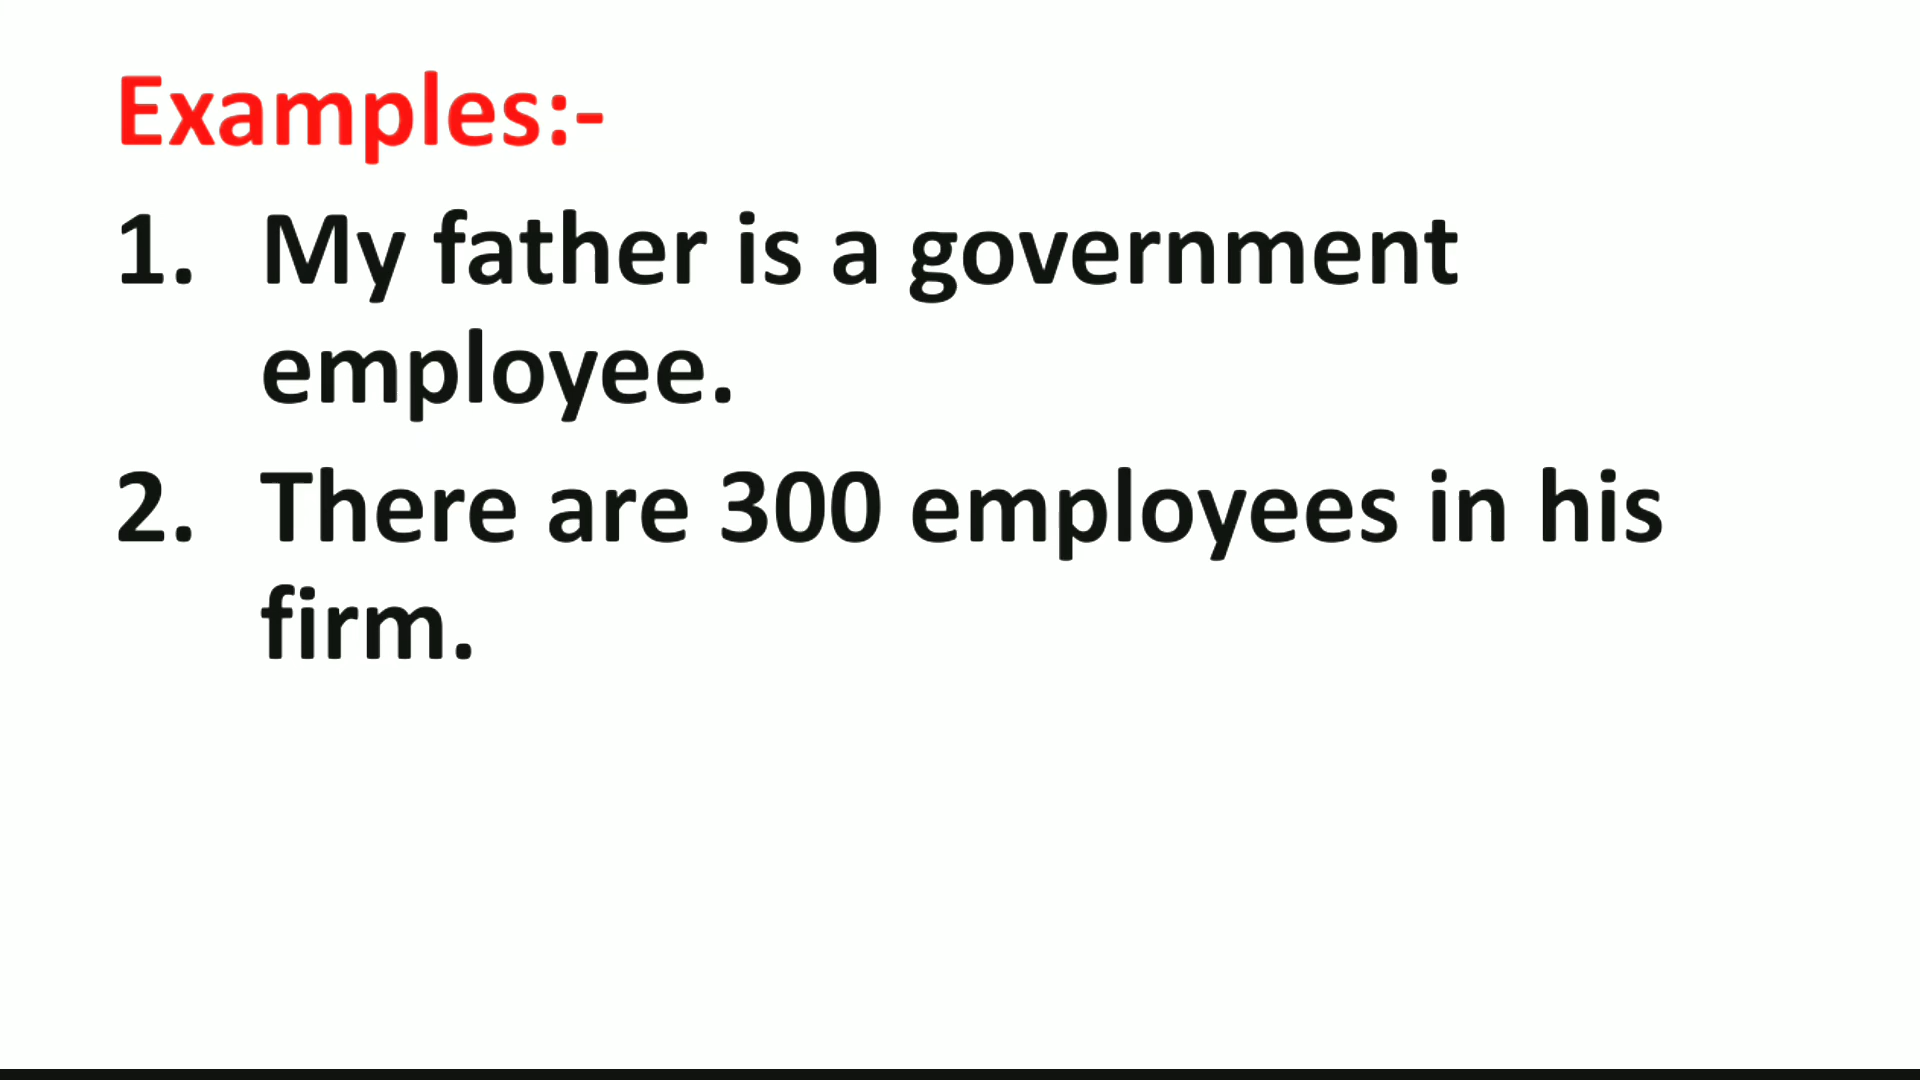 Examples:-
1. My father is a government
employee.
2. There are 300 employees in his
firm.